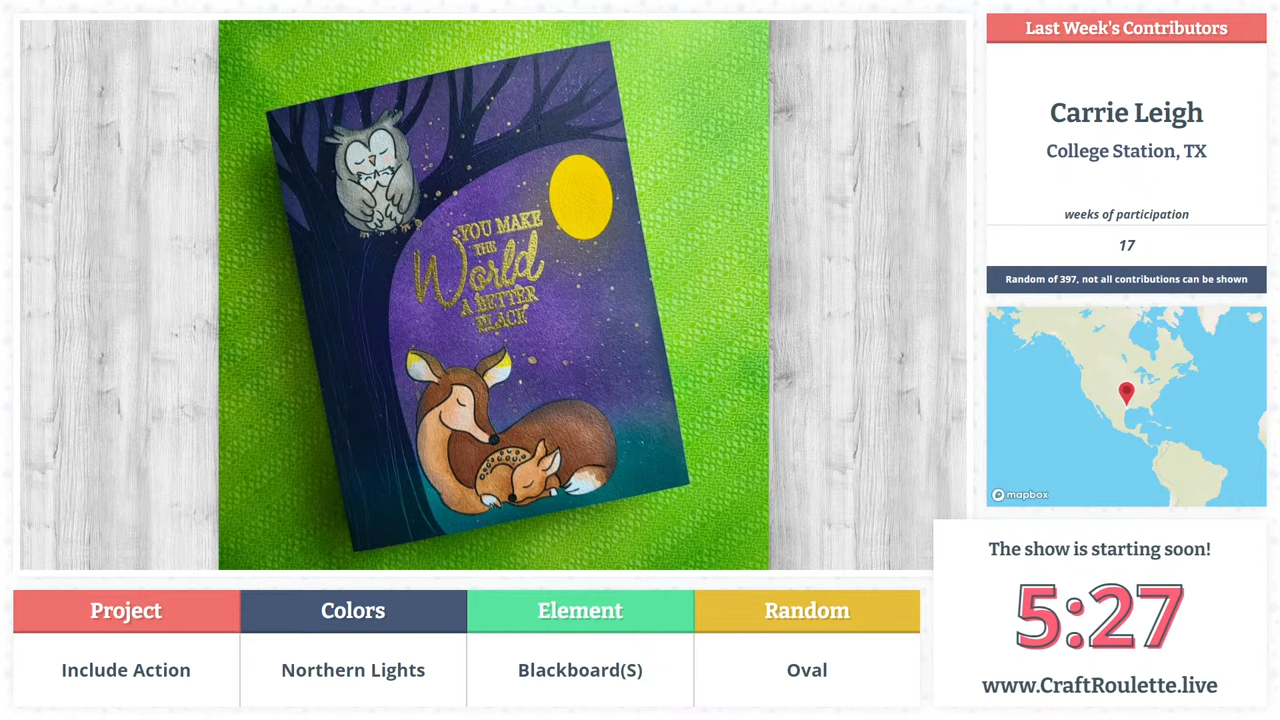 Last Week's Contributors
Carrie Leigh
College Station, TX
weeks of participation
17
Random of 397, not all contributions can be shown
YOU MAKE
THE
World
A BETTER
PLACE
mapbox
The show is starting soon!
5:27
www.CraftRoulette.live
Project
Colors
Element
Random
Include Action
Northern Lights
Blackboard(S)
Oval